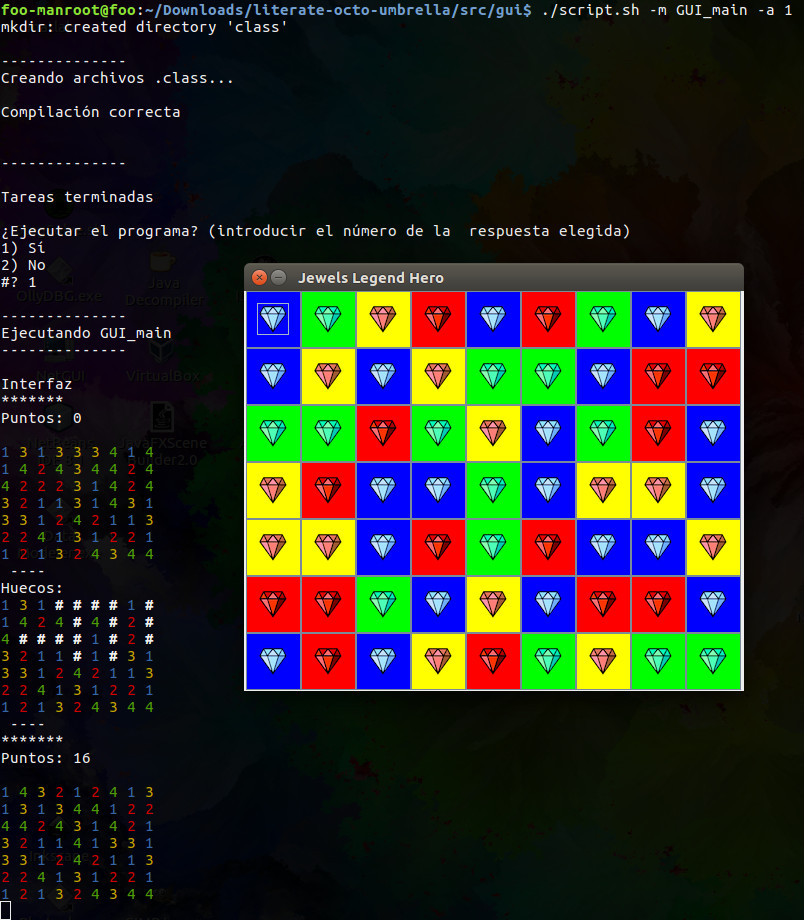 foo-manroot@foo:~/Downloads/literate-octo-umbrella/src/gui$ ./script.sh -m GUI_main -a 1
mkdir: created directory 'class'
--------------
Creando archivos .class...
Compilación correcta
--------------
Tareas terminadas
¿Ejecutar el programa? (introducir el número de la  respuesta elegida)
1) Sí
2) No
#? 1
--------------
Ejecutando GUI_main
--------------
Interfaz
*******
Puntos: 0
1 3 1 3 3 3 4 1 4
1 4 2 4 3 4 4 2 4
4 2 2 2 3 1 4 2 4
3 2 1 1 3 1 4 3 1
3 3 1 2 4 2 1 1 3
2 2 4 1 3 1 2 2 1
1 2 1 3 2 4 3 4 4
----
Huecos:
1 3 1 # # # # 1 #
1 4 2 4 # 4 # 2 #
4 # # # # 1 # 2 #
3 2 1 1 # 1 # 3 1
3 3 1 2 4 2 1 1 3
2 2 4 1 3 1 2 2 1
1 2 1 3 2 4 3 4 4
----
*******
Puntos: 16
1 4 3 2 1 2 4 1 3
1 3 1 3 4 4 1 2 2
4 4 2 4 3 1 4 2 1
3 2 1 1 4 1 3 3 1
3 3 1 2 4 2 1 1 3
2 2 4 1 3 1 2 2 1
1 2 1 3 2 4 3 4 4
Jewels Legend Hero
OllyDBG.exe
Java
Decompiler
NetGUI
VirtualBox